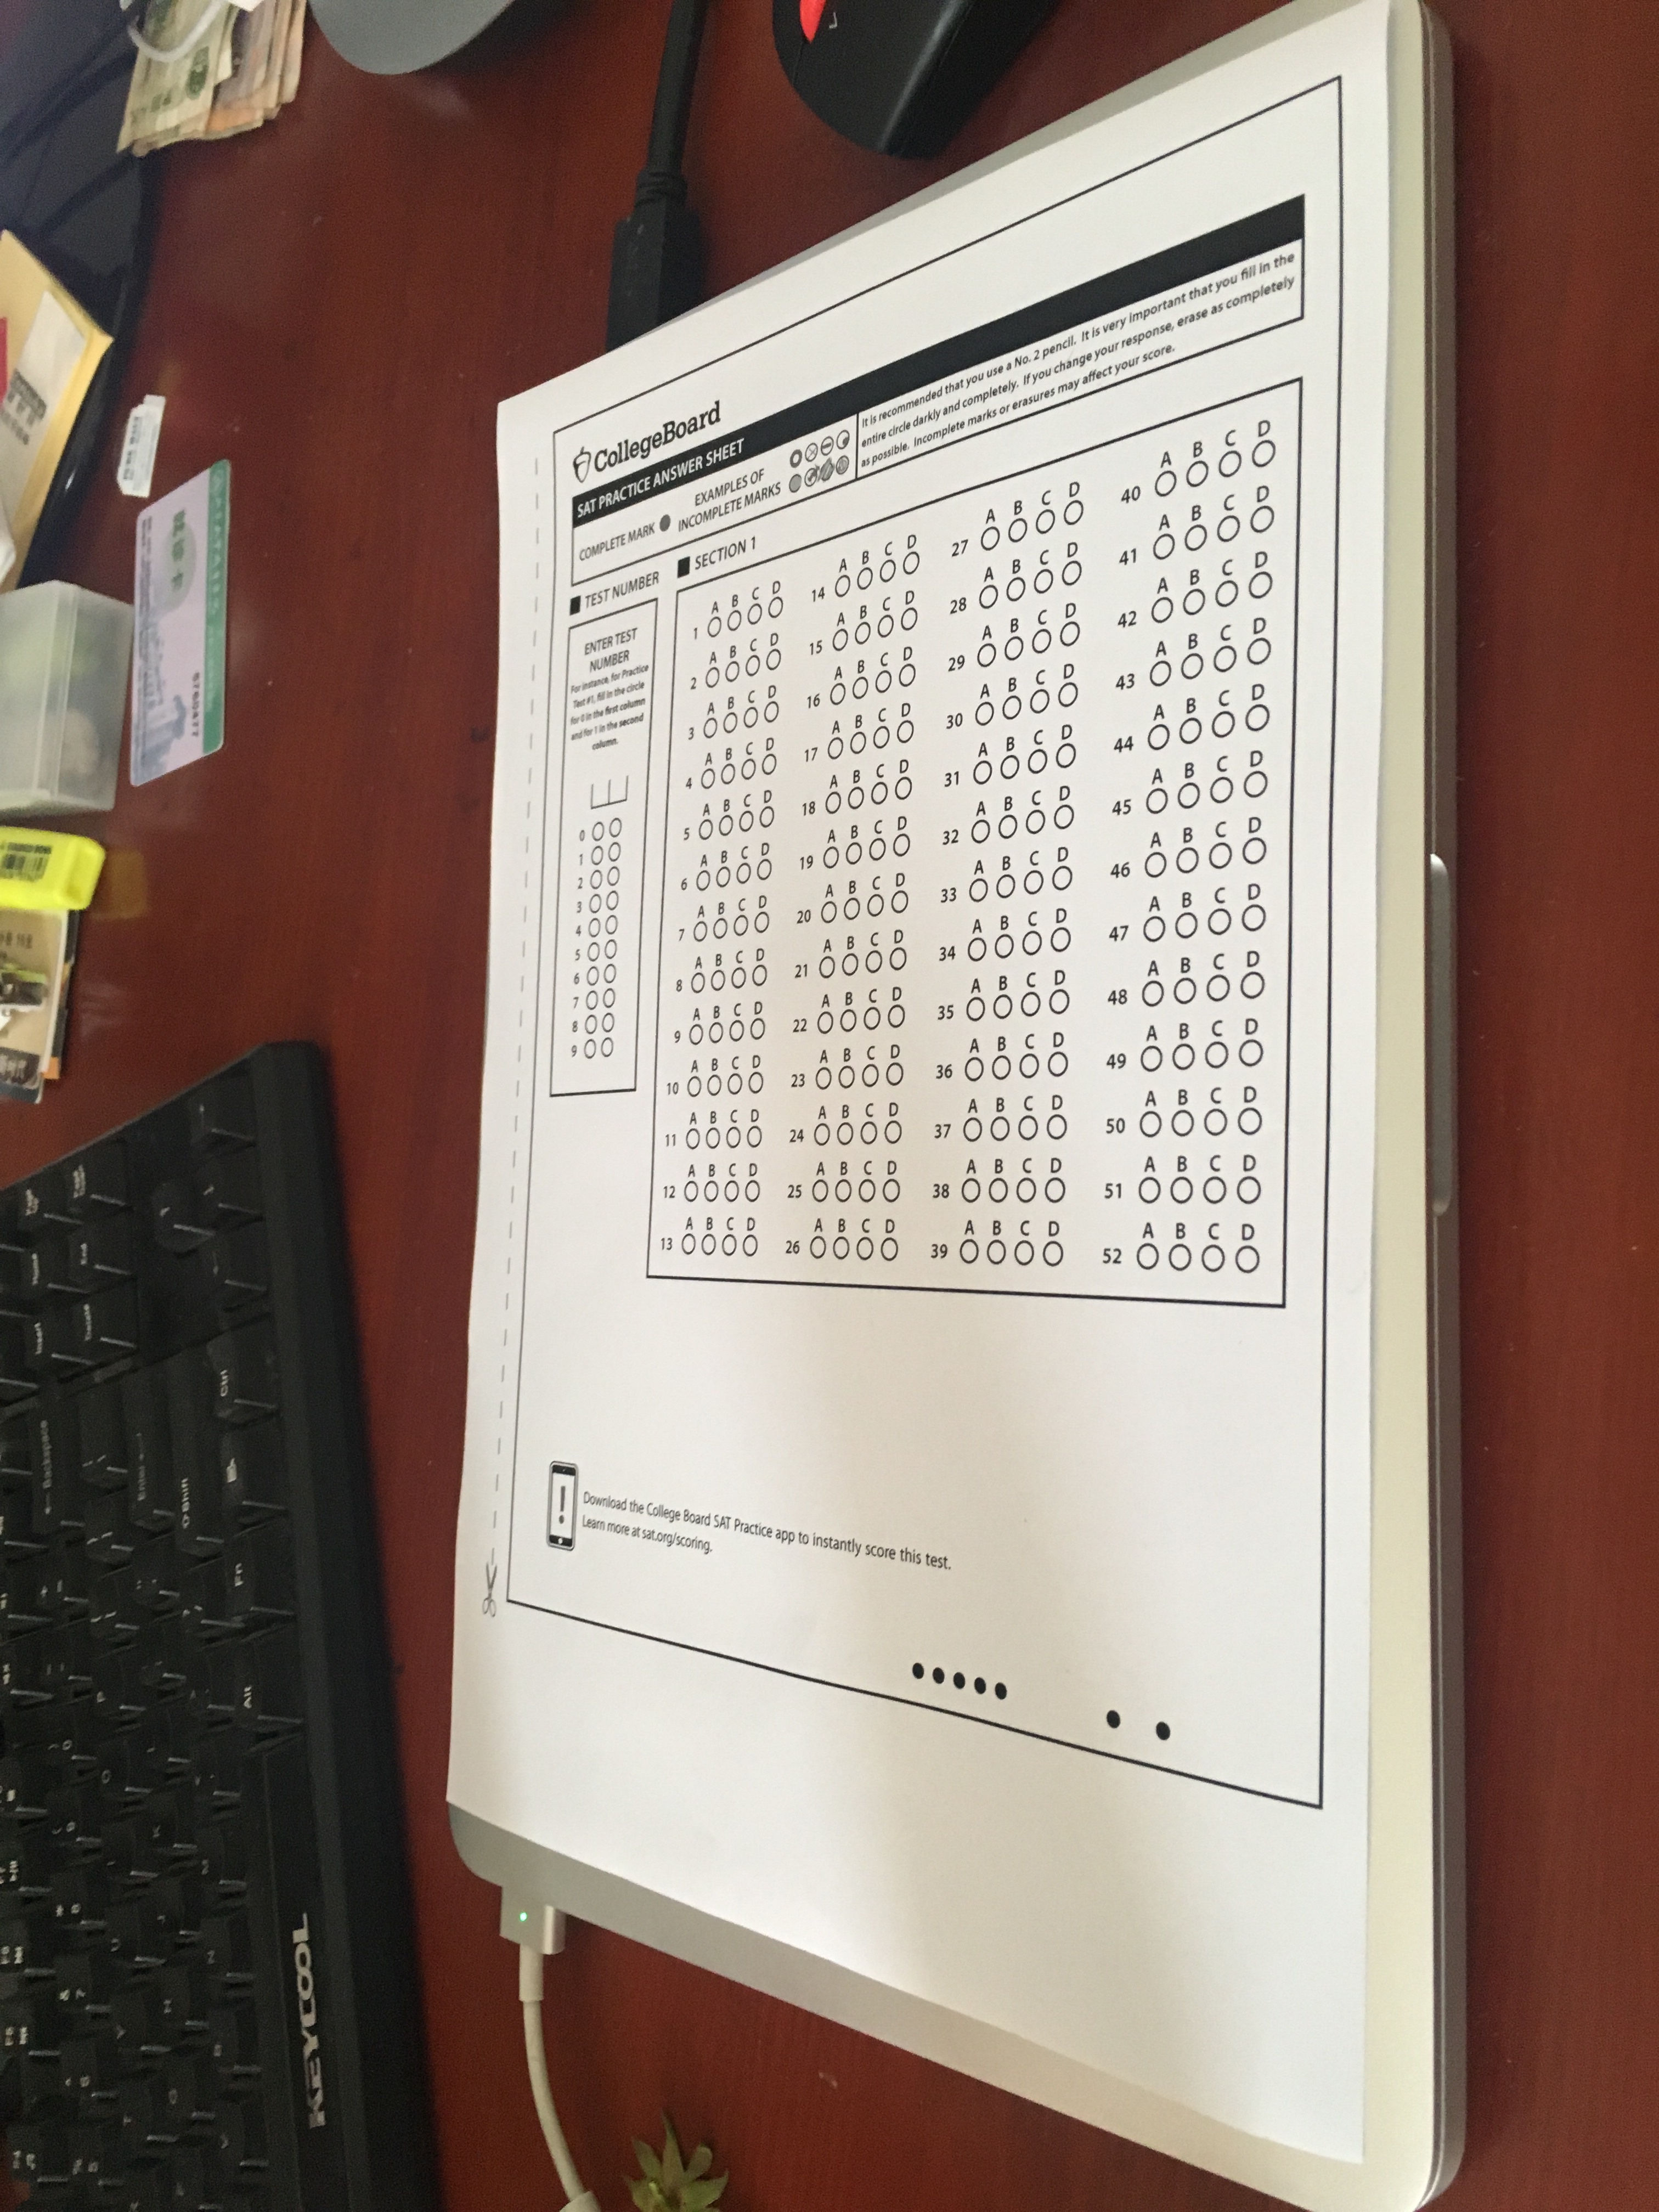 CollegeBoard
SAT PRACTICE ANSWER SHEET
COMPLETE MARK
EXAMPLES OF
INCOMPLETE MARKS
It is recommended that you use a No. 2 pencil. It is very important that you fill in the
entire circle darkly and completely. If you change your response, erase as completely
as possible. Incomplete marks or erasures may affect your score.
TEST NUMBER
ENTER TEST
NUMBER
For instance, for Practice
Test #1, fill in the circle
for 0 in the first column
and for 1 in the second
column.
0
1
2
3
4
5
6
7
8
9
SECTION 1
1 A B C D
2 A B C D
3 A B C D
4 A B C D
5 A B C D
6 A B C D
7 A B C D
8 A B C D
9 A B C D
10 A B C D
11 A B C D
12 A B C D
13 A B C D
14 A B C D
15 A B C D
16 A B C D
17 A B C D
18 A B C D
19 A B C D
20 A B C D
21 A B C D
22 A B C D
23 A B C D
24 A B C D
25 A B C D
26 A B C D
27 A B C D
28 A B C D
29 A B C D
30 A B C D
31 A B C D
32 A B C D
33 A B C D
34 A B C D
35 A B C D
36 A B C D
37 A B C D
38 A B C D
39 A B C D
40 A B C D
41 A B C D
42 A B C D
43 A B C D
44 A B C D
45 A B C D
46 A B C D
47 A B C D
48 A B C D
49 A B C D
50 A B C D
51 A B C D
52 A B C D
Download the College Board SAT Practice app to instantly score this test.
Learn more at sat.org/scoring.
KEYCOOL
Backspace
Enter
Shift
Ctrl
Fn
Alt